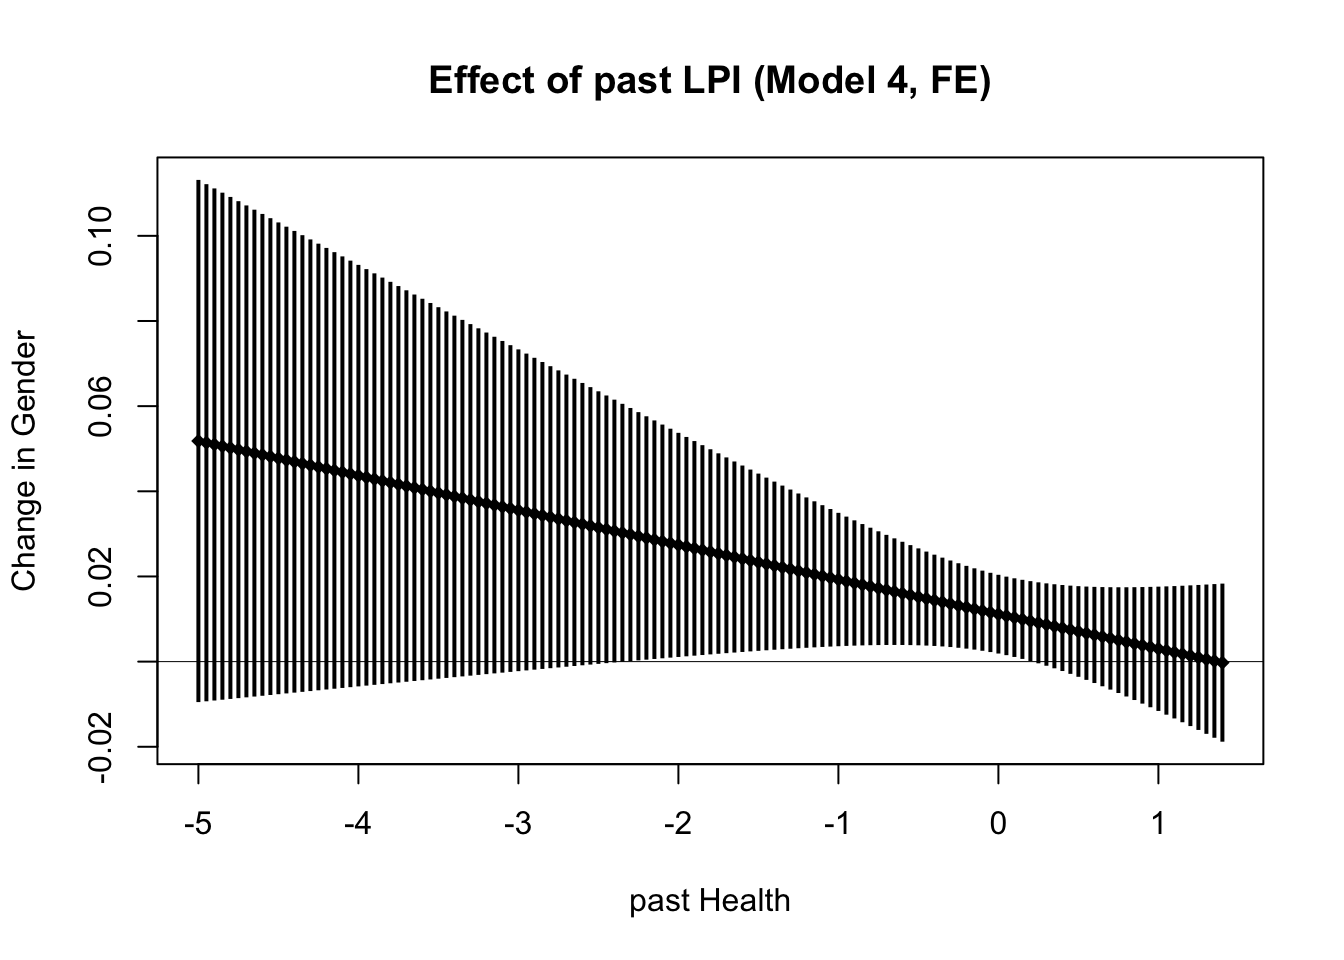 Effect of past LPI (Model 4, FE)
Change in Gender
0.10
0.06
0.02
-0.02
-5 -4 -3 -2 -1 0 1
past Health